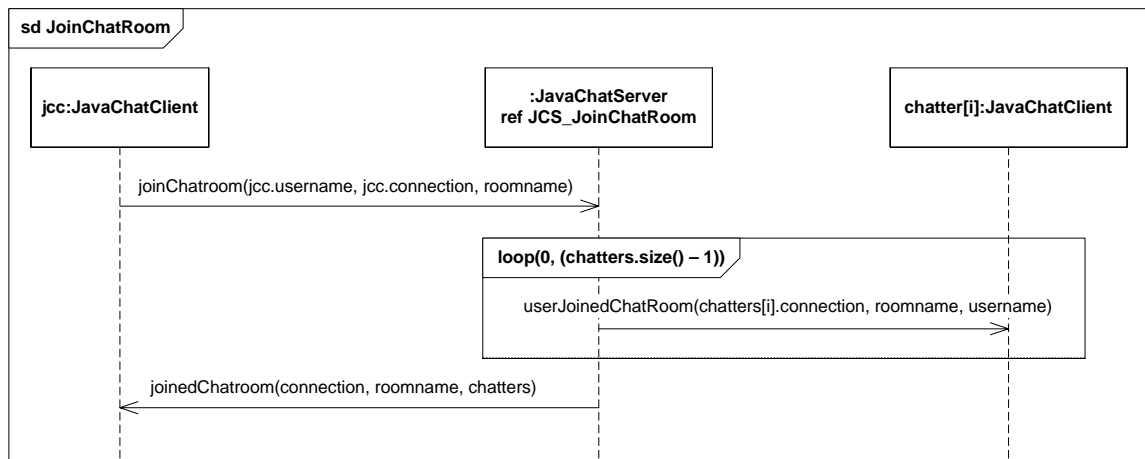 sd JoinChatRoom
jcc:JavaChatClient
:JavaChatServer
ref JCS_JoinChatRoom
chatter[i]:JavaChatClient
joinChatroom(jcc.username, jcc.connection, roomname)
loop(0, (chatters.size() – 1))
userJoinedChatRoom(chatters[i].connection, roomname, username)
joinedChatroom(connection, roomname, chatters)